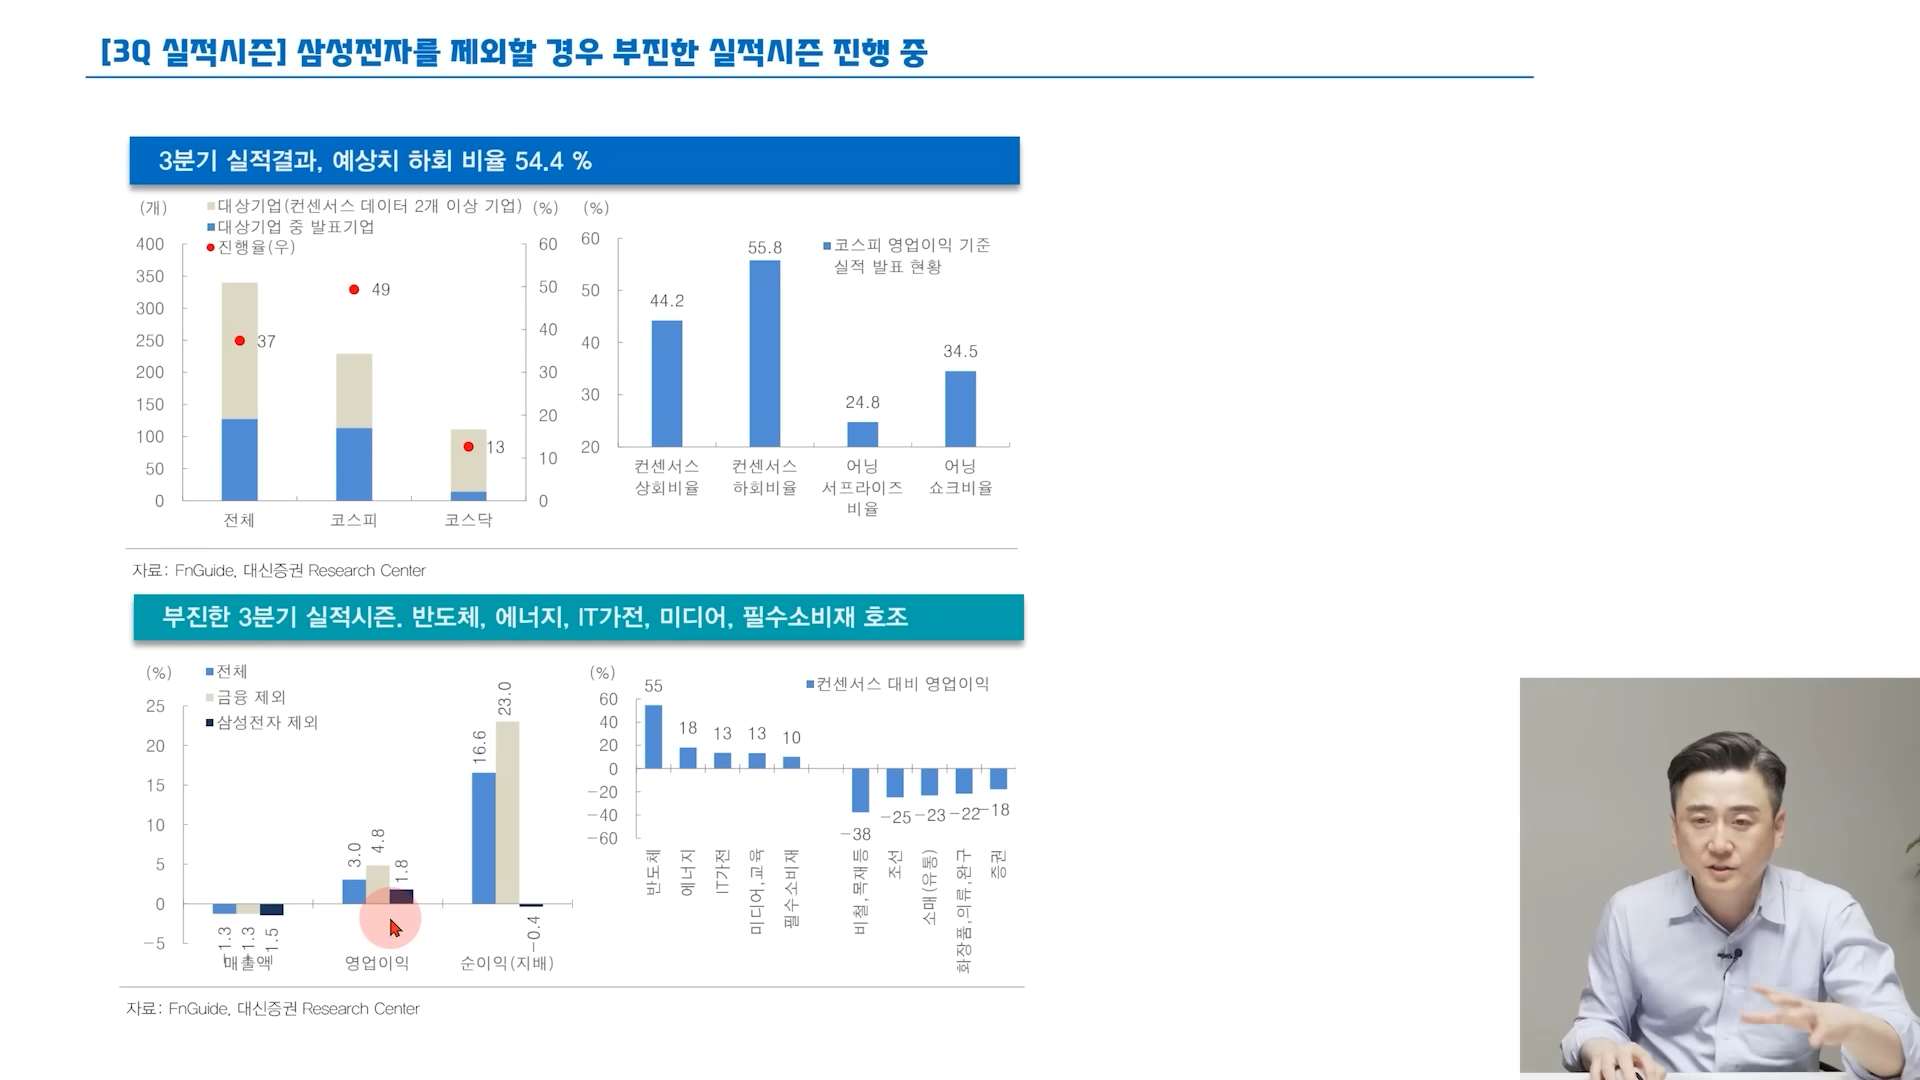 [3Q 실적시즌] 삼성전자를 제외할 경우 부진한 실적시즌 진행 중
3분기 실적결과, 예상치 하회 비율 54.4 %
(개)
대상기업(컨센서스 데이터 2개 이상 기업)
(%)
대상기업 중 발표기업
진행율(우)
400
350
300
250
200
150
100
50
0
60
50
40
30
20
10
0
37
49
13
전체
코스피
코스닥
(%)
코스피 영업이익 기준
실적 발표 현황
60
50
40
30
20
44.2
55.8
24.8
34.5
컨센서스
상회비율
컨센서스
하회비율
어닝
서프라이즈
비율
어닝
쇼크비율
자료: FnGuide, 대신증권 Research Center
부진한 3분기 실적시즌. 반도체, 에너지, IT가전, 미디어, 필수소비재 호조
(%)
전체
금융 제외
삼성전자 제외
25
20
15
10
5
0
-5
-1.3
-1.3
-1.5
3.0
4.8
1.8
16.6
23.0
-0.4
매출액
영업이익
순이익(지배)
(%)
컨센서스 대비 영업이익
60
40
20
0
-20
-40
-60
55
18
13
13
10
-38
-25
-23
-22
-18
반도체
에너지
IT가전
미디어,교육
필수소비재
비철,목재등
조선
소매(유통)
화장품,의류,완구
증권
자료: FnGuide, 대신증권 Research Center